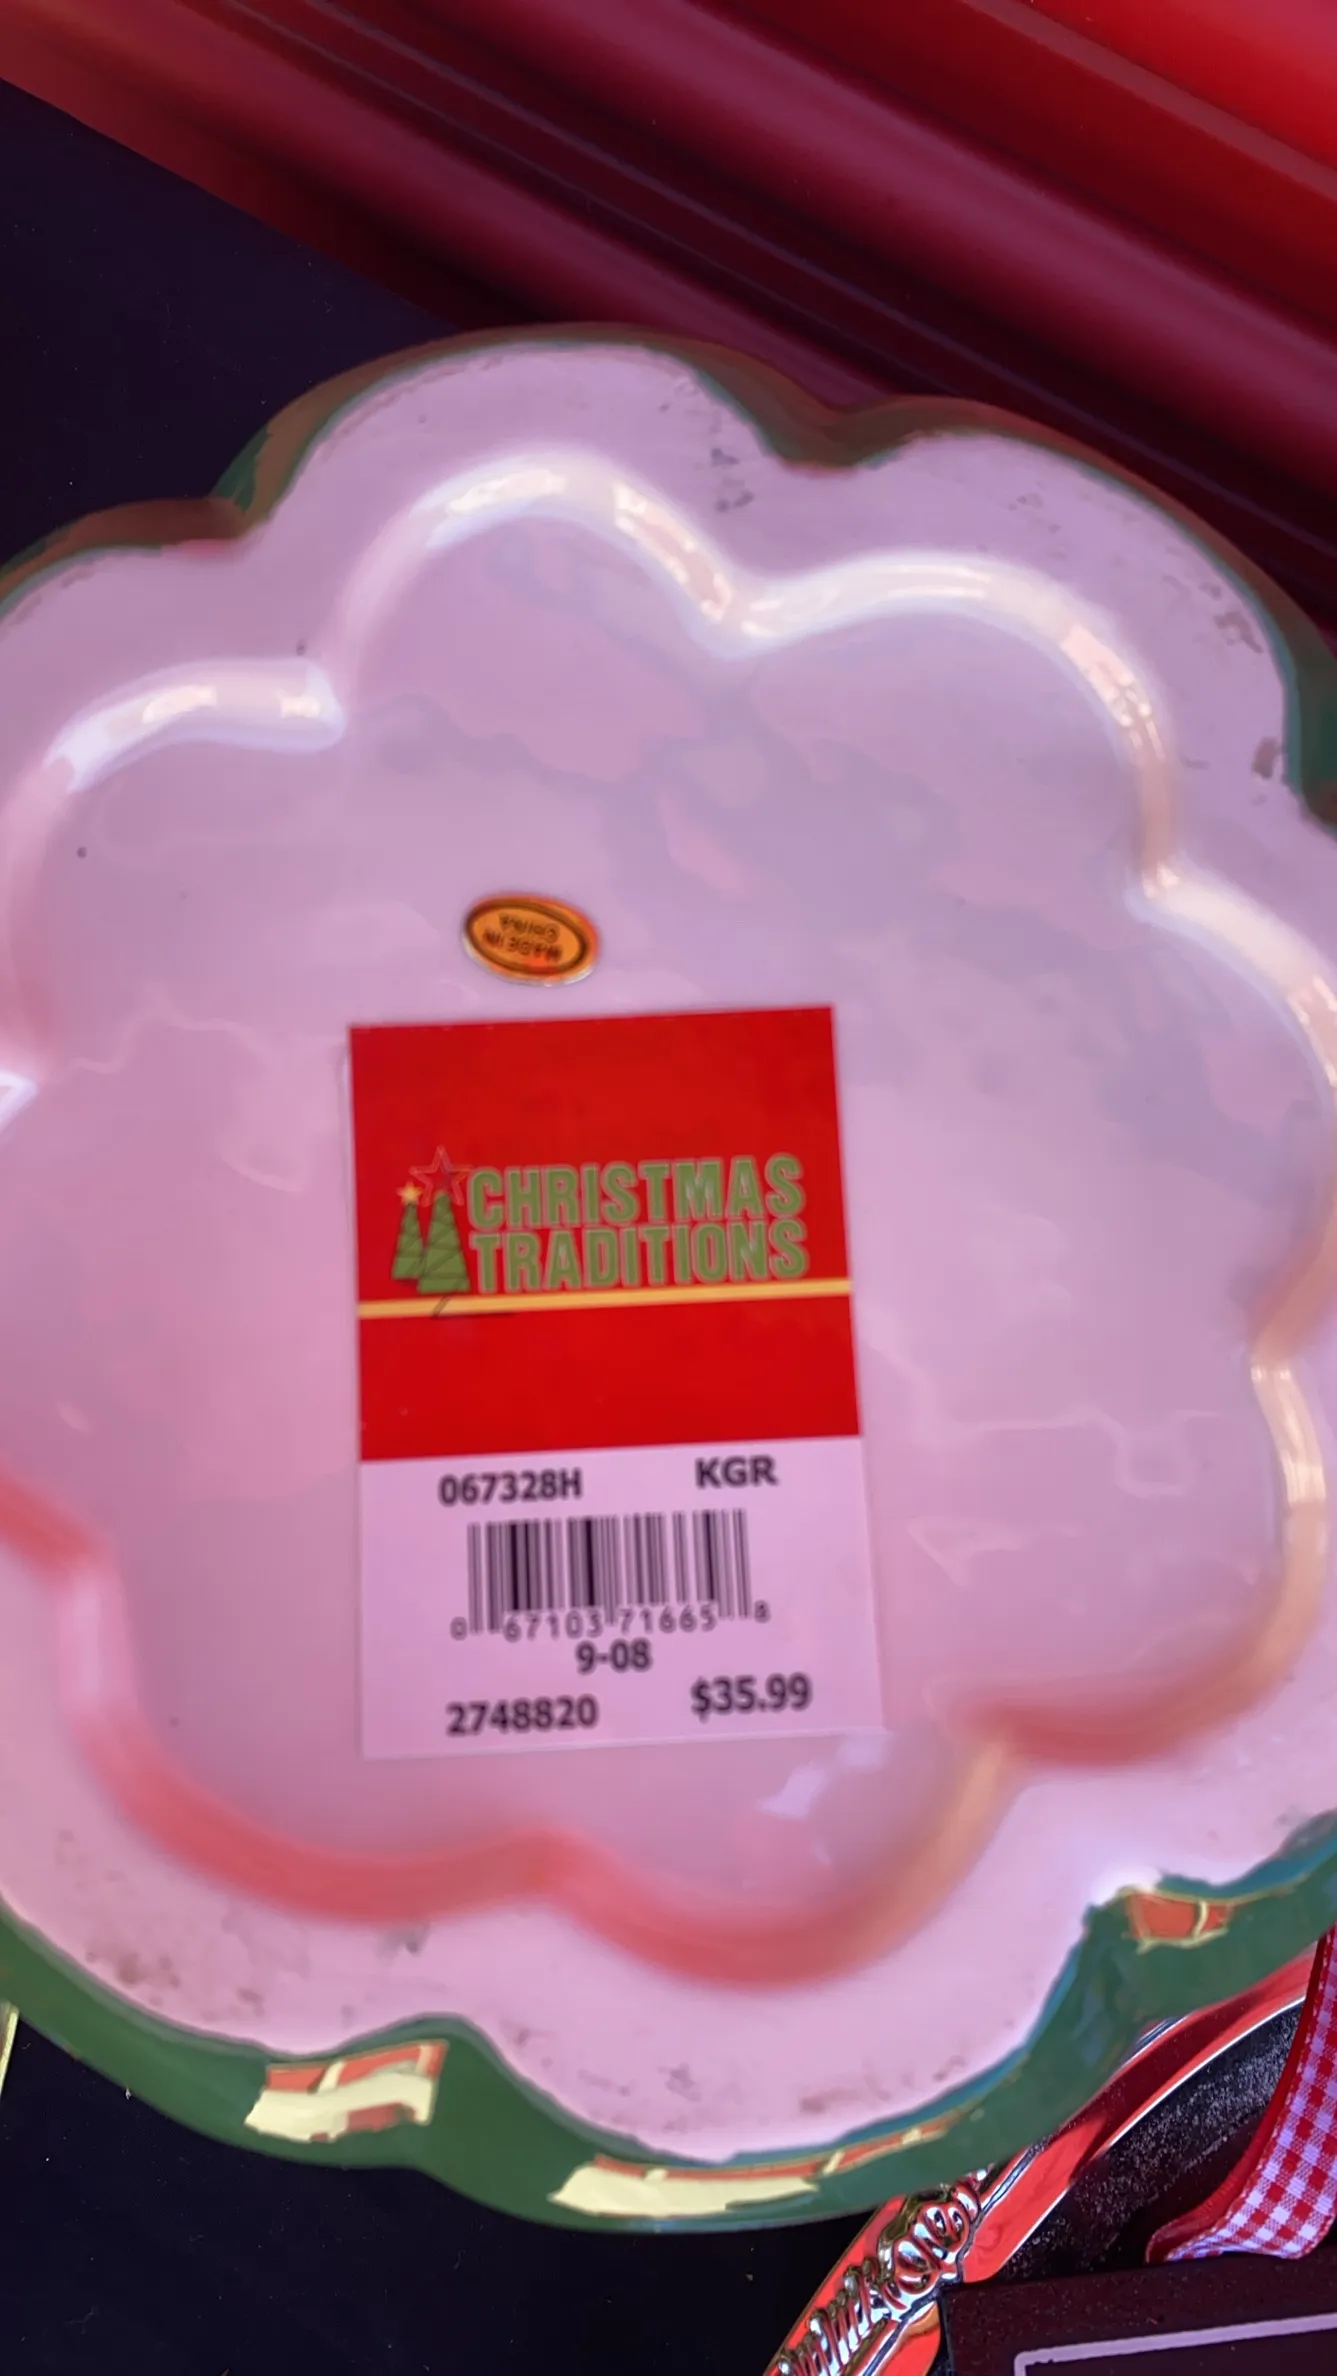 MADE IN
CHINA
CHRISTMAS
TRADITIONS
067328H KGR
0 67103 71665 8
9-08
2748820 $35.99